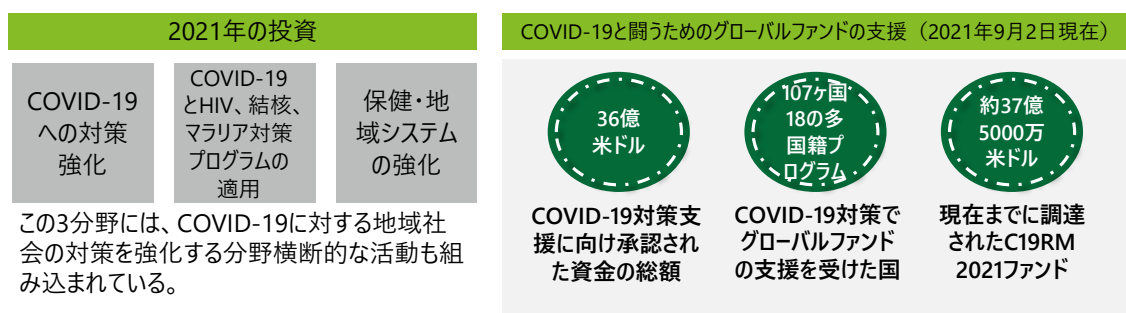 2021年の投資
COVID-19
への対策
強化
COVID-19
とHIV、結核、
マラリア対策
プログラムの
適用
保健・地
域システム
の強化
この3分野には、COVID-19に対する地域社
会の対策を強化する分野横断的な活動も組
み込まれている。
COVID-19と闘うためのグローバルファンドの支援（2021年9月2日現在）
36億
米ドル
COVID-19対策支
援に向け承認され
た資金の総額
107ヶ国
18の多
国籍プ
ログラム
COVID-19対策で
グローバルファンド
の支援を受けた国
約37億
5000万
米ドル
現在までに調達
されたC19RM
2021ファンド